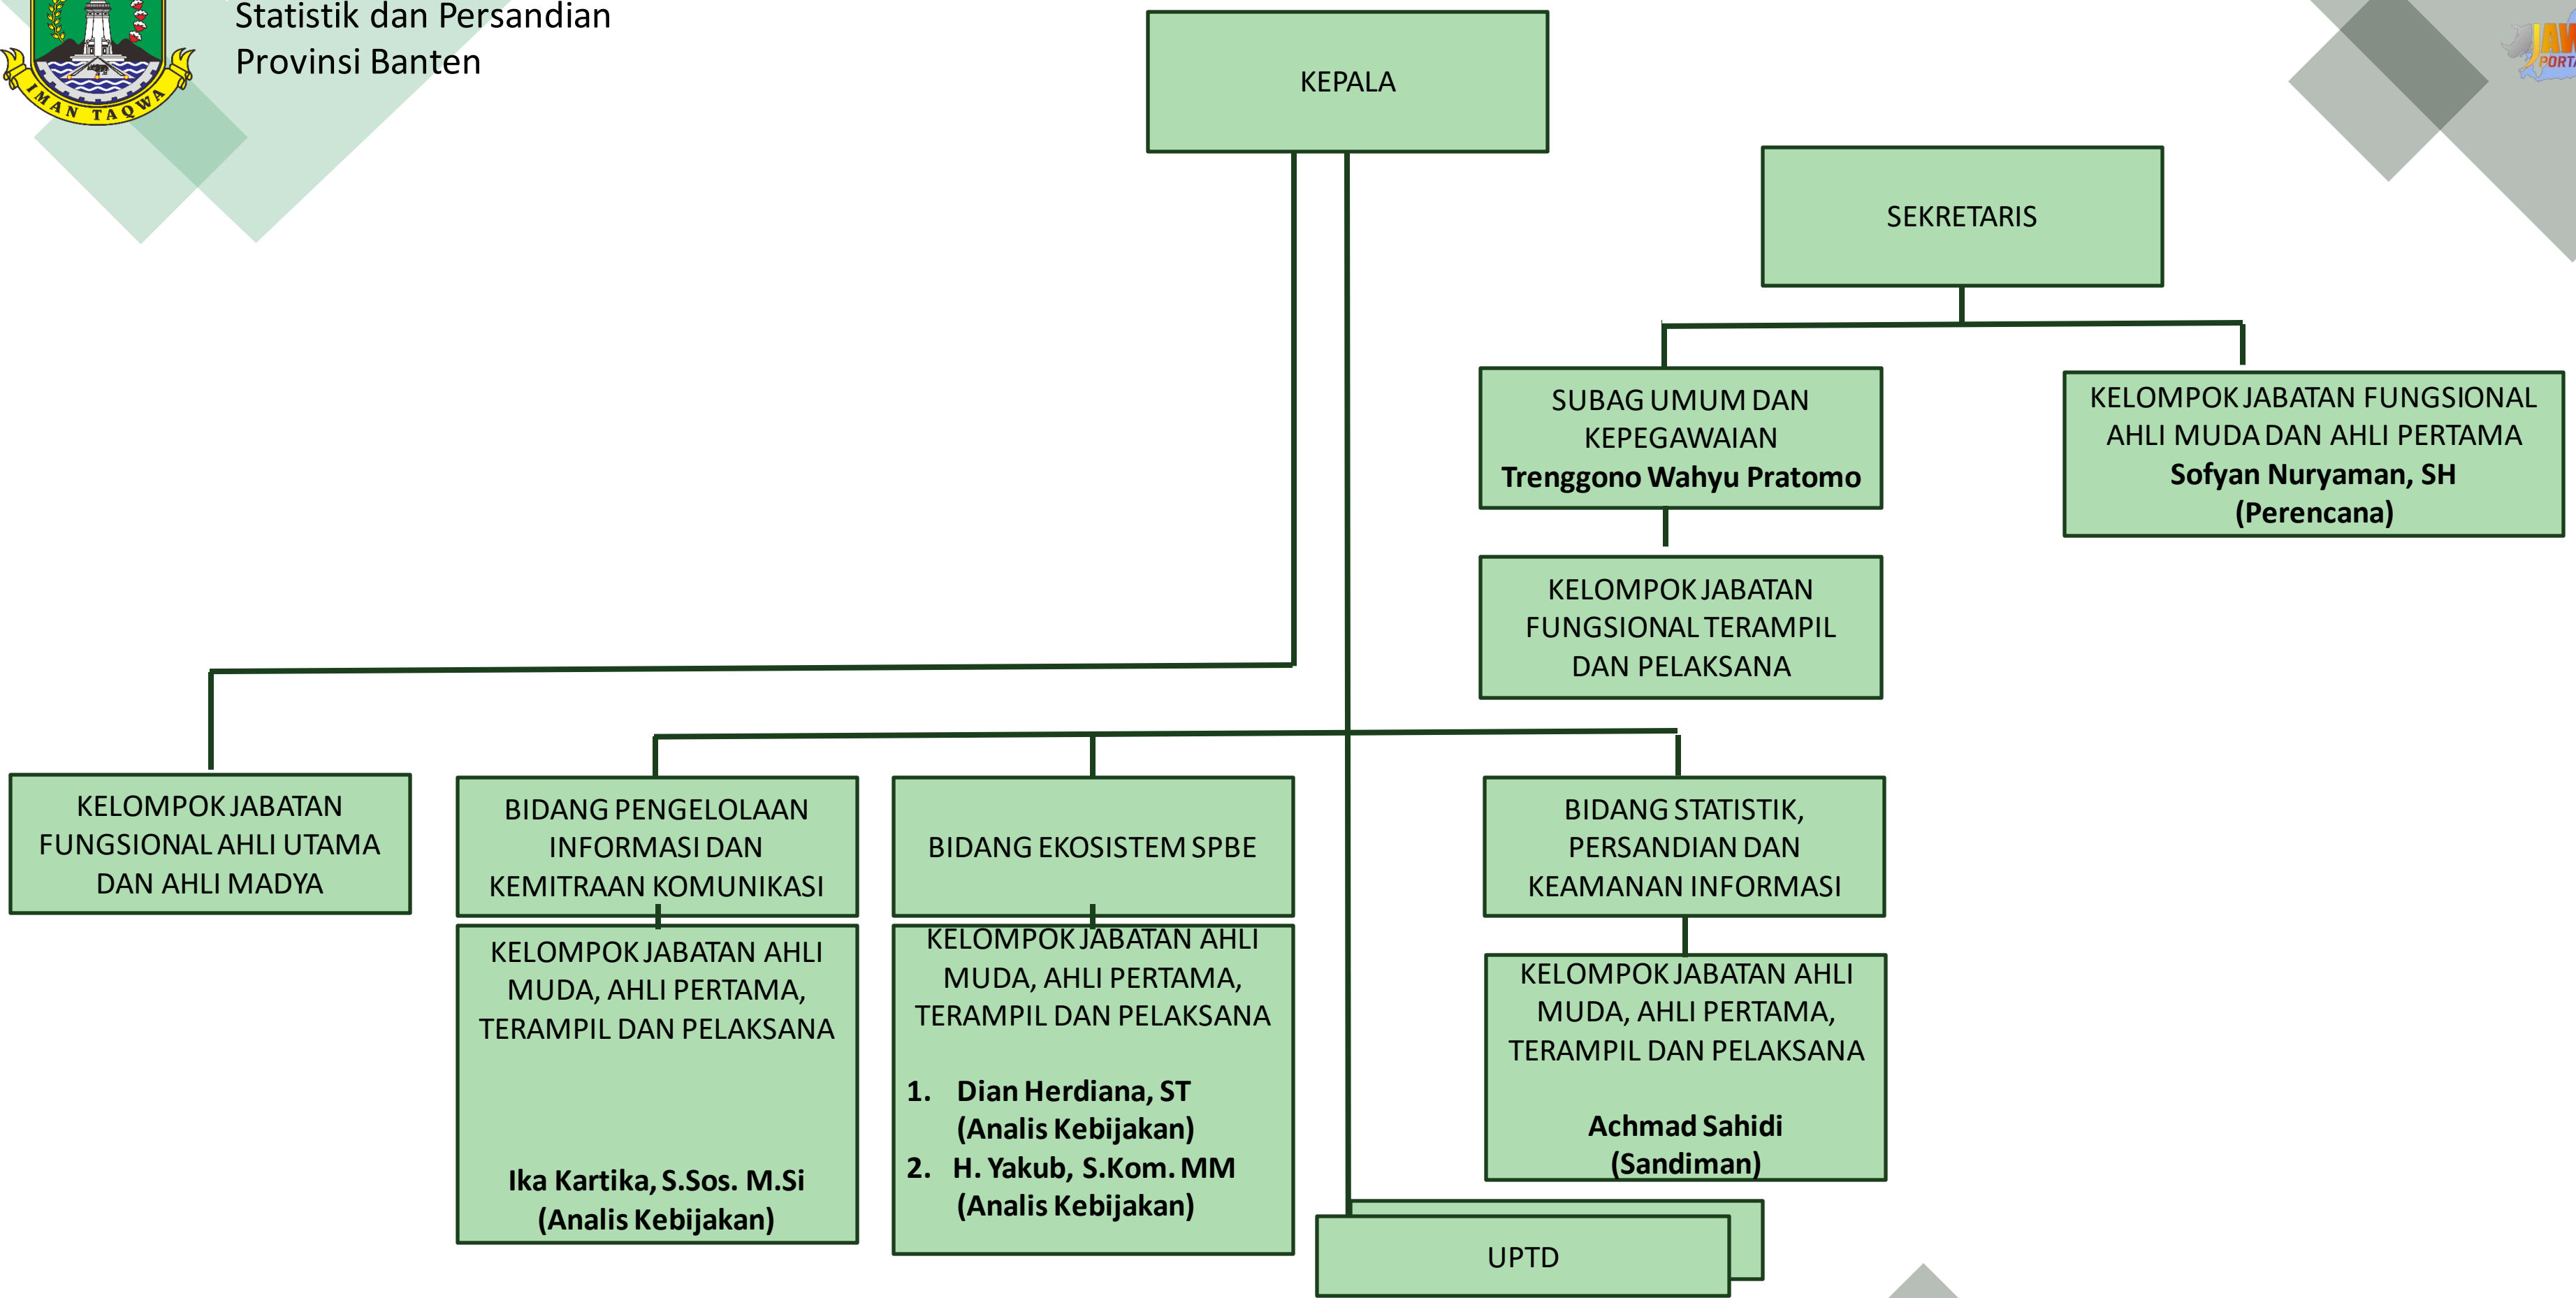 Statistik dan Persandian
Provinsi Banten
IMAN TAQWA
KEPALA
SEKRETARIS
SUBAG UMUM DAN
KEPEGAWAIAN
Trenggono Wahyu Pratomo
KELOMPOK JABATAN FUNGSIONAL
AHLI MUDA DAN AHLI PERTAMA
Sofyan Nuryaman, SH
(Perencana)
KELOMPOK JABATAN
FUNGSIONAL TERAMPIL
DAN PELAKSANA
KELOMPOK JABATAN
FUNGSIONAL AHLI UTAMA
DAN AHLI MADYA
BIDANG PENGELOLAAN
INFORMASI DAN
KEMITRAAN KOMUNIKASI
BIDANG EKOSISTEM SPBE
BIDANG STATISTIK,
PERSANDIAN DAN
KEAMANAN INFORMASI
KELOMPOK JABATAN AHLI
MUDA, AHLI PERTAMA,
TERAMPIL DAN PELAKSANA
Ika Kartika, S.Sos. M.Si
(Analis Kebijakan)
KELOMPOK JABATAN AHLI
MUDA, AHLI PERTAMA,
TERAMPIL DAN PELAKSANA
1. Dian Herdiana, ST
(Analis Kebijakan)
2. H. Yakub, S.Kom. MM
(Analis Kebijakan)
KELOMPOK JABATAN AHLI
MUDA, AHLI PERTAMA,
TERAMPIL DAN PELAKSANA
Achmad Sahidi
(Sandiman)
UPTD